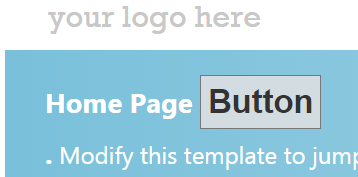 your logo here
Home Page Button
. Modify this template to jump